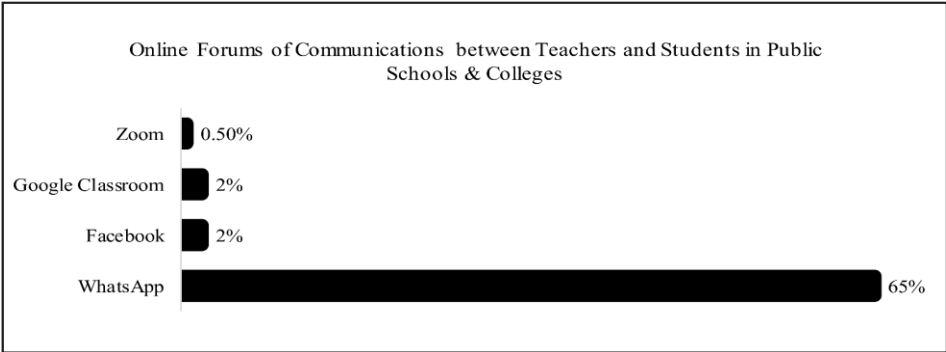 Online Forums of Communications between Teachers and Students in Public
Schools & Colleges
Zoom 0.50%
Google Classroom 2%
Facebook 2%
WhatsApp 65%